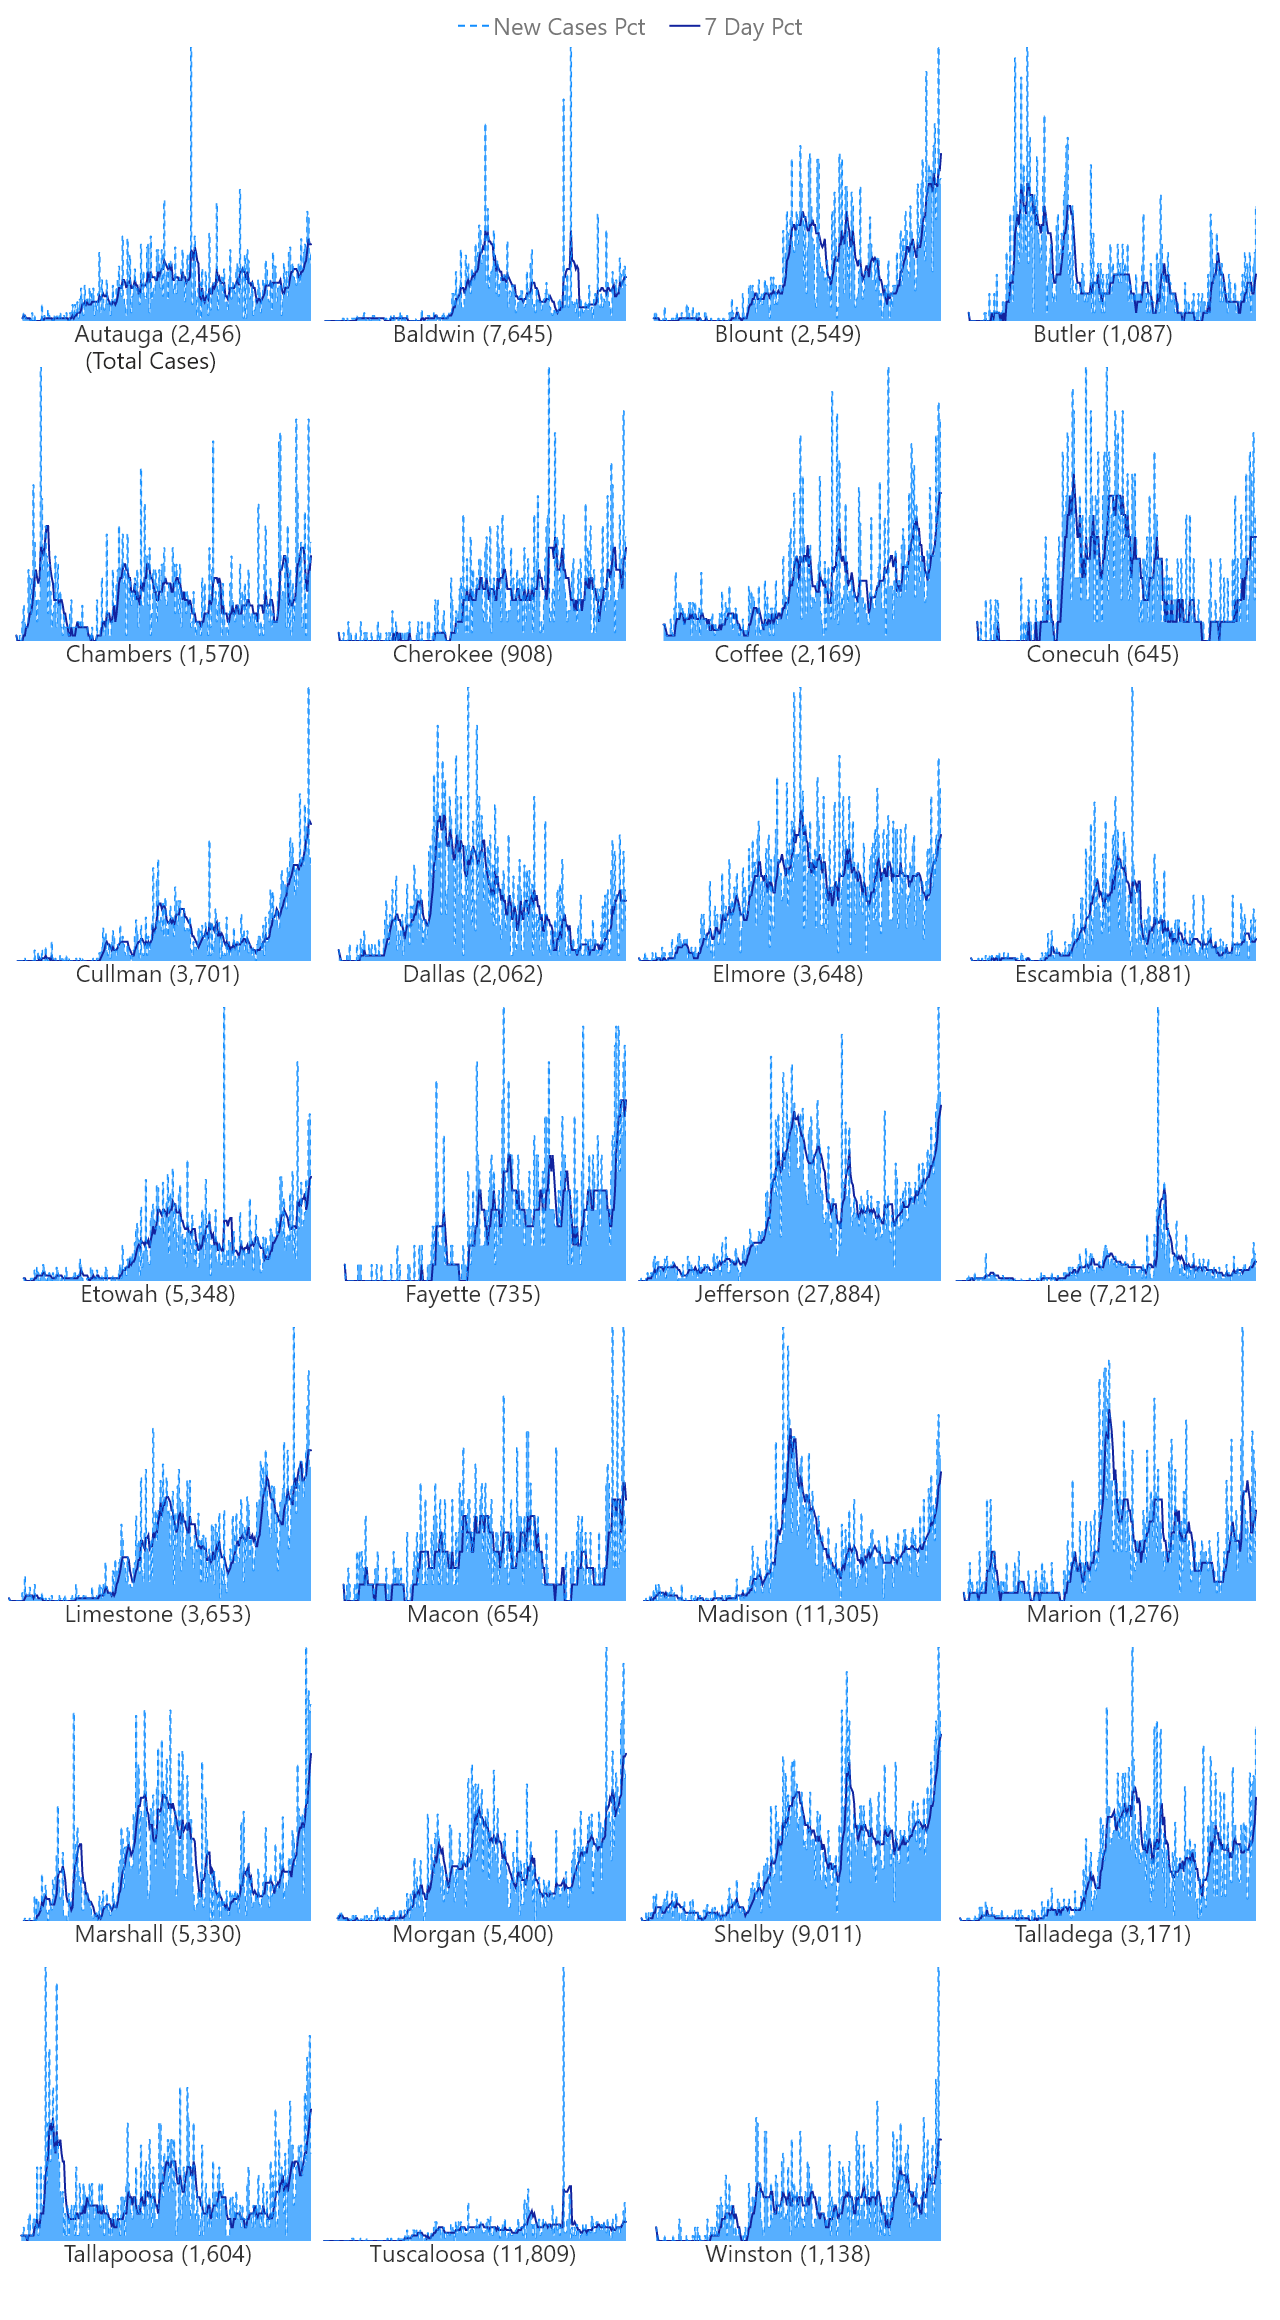 New Cases Pct 7 Day Pct
Autauga (2,456) Baldwin (7,645) Blount (2,549) Butler (1,087)
(Total Cases)
Chambers (1,570) Cherokee (908) Coffee (2,169) Conecuh (645)
Cullman (3,701) Dallas (2,062) Elmore (3,648) Escambia (1,881)
Etowah (5,348) Fayette (735) Jefferson (27,884) Lee (7,212)
Limestone (3,653) Macon (654) Madison (11,305) Marion (1,276)
Marshall (5,330) Morgan (5,400) Shelby (9,011) Talladega (3,171)
Tallapoosa (1,604) Tuscaloosa (11,809) Winston (1,138)